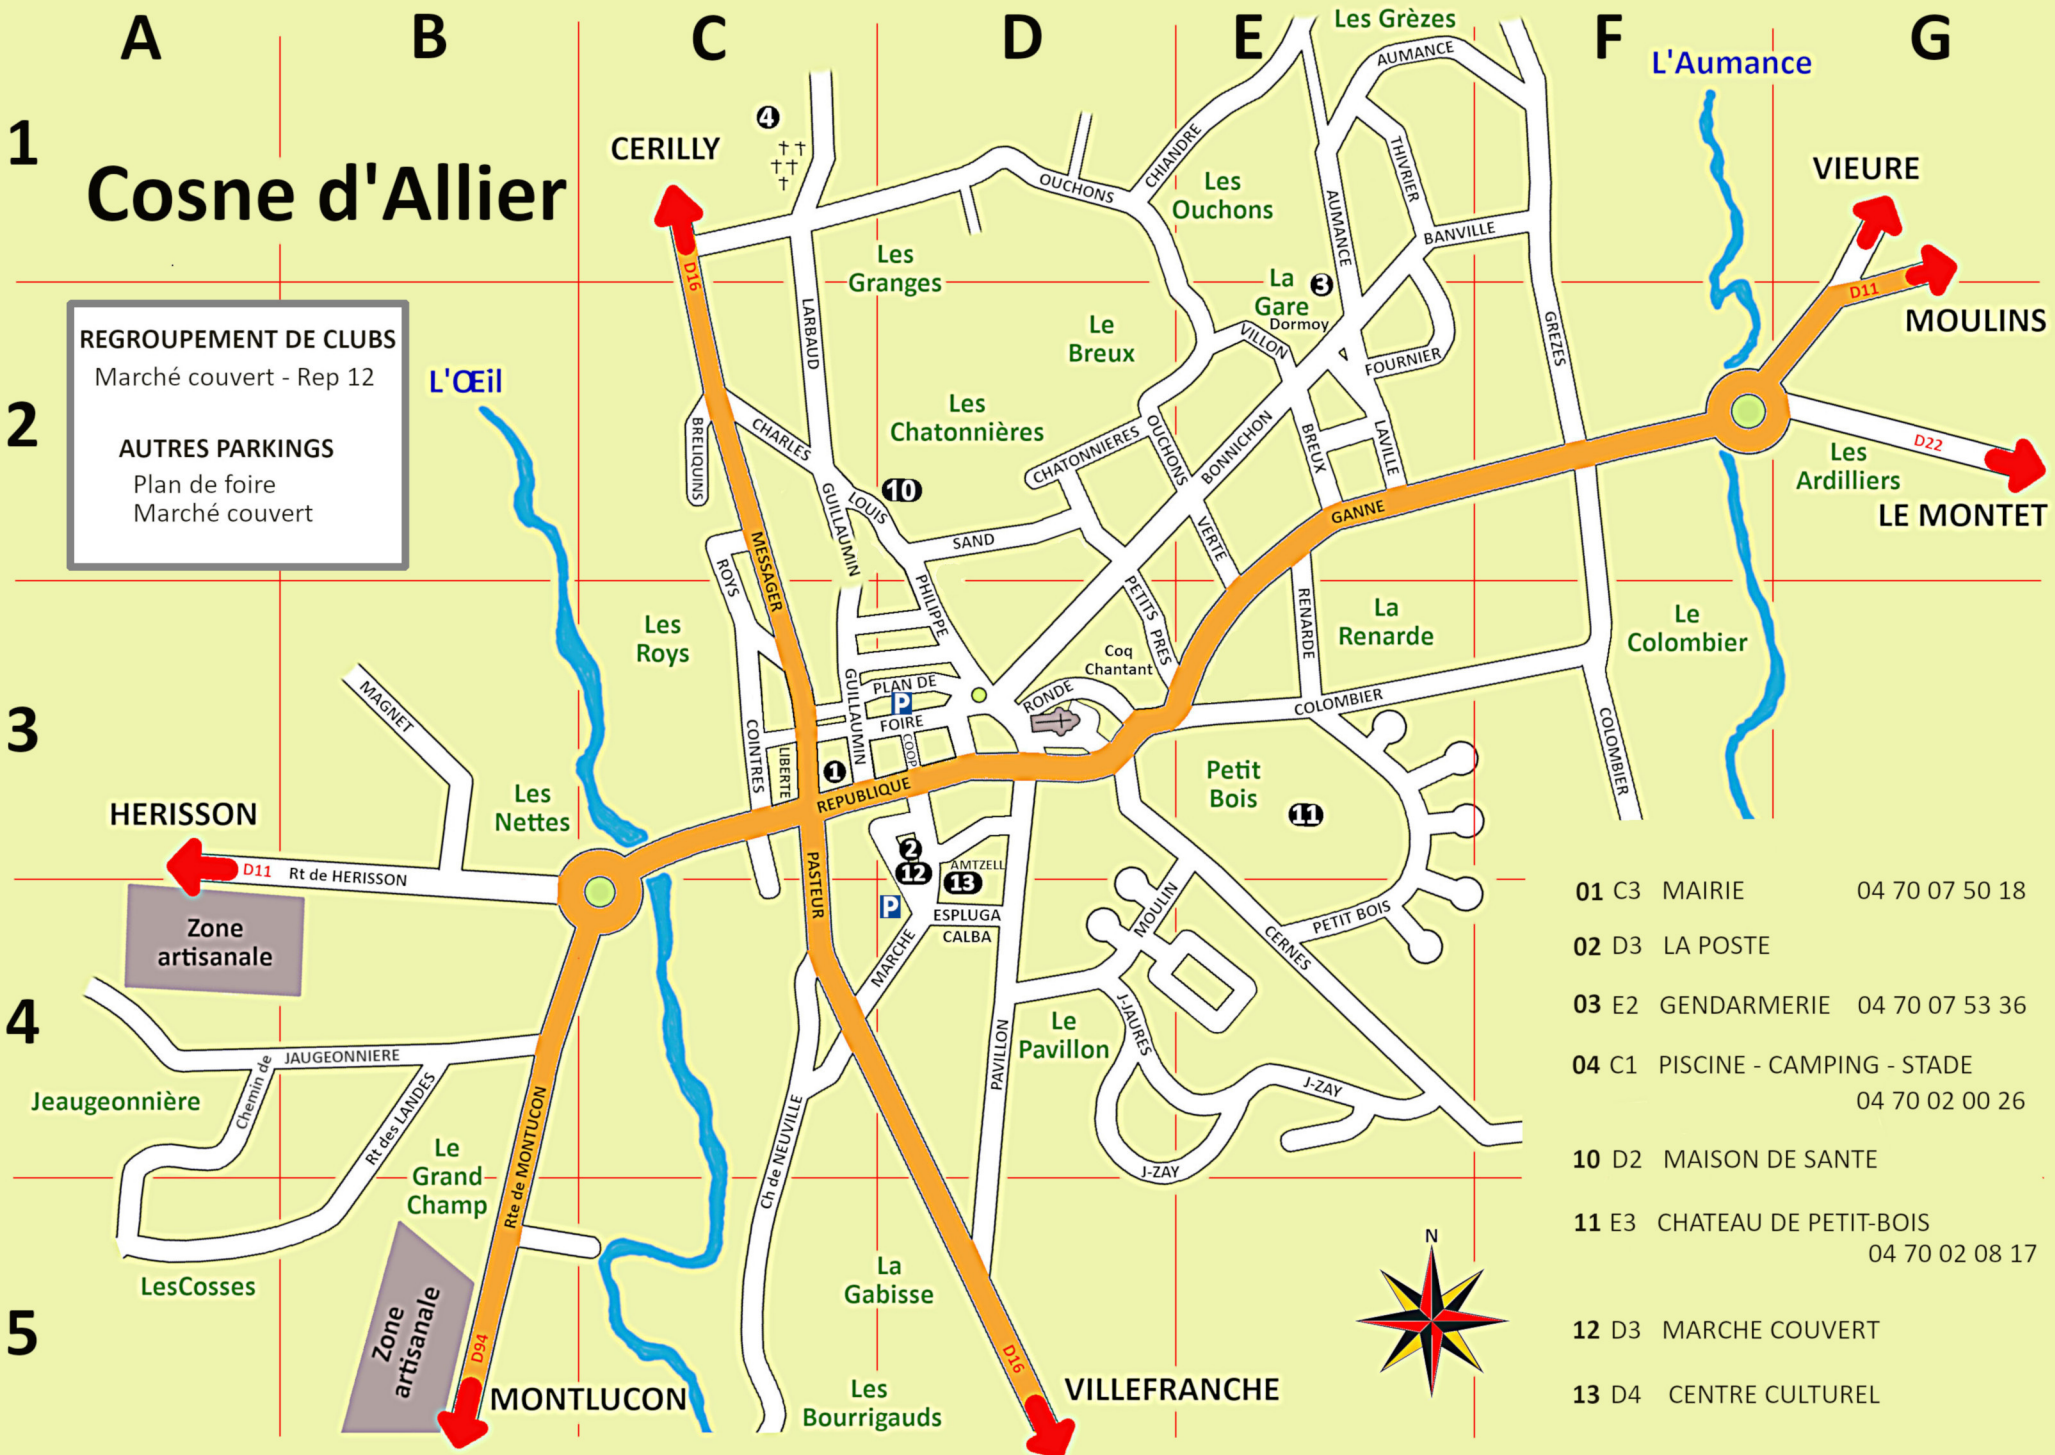 A B C D E F G
1
2
3
4
5
Cosne d'Allier
REGROUPEMENT DE CLUBS
Marché couvert - Rep 12
AUTRES PARKINGS
Plan de foire
Marché couvert
L'Œil
L'Aumance
CERILLY
VIEURE
MOULINS
LE MONTET
HERISSON
MONTLUCON
VILLEFRANCHE
Les Grèzes
Les
Ouchons
Les
Granges
La
Gare
Dormoy
Le
Breux
Les
Chatonnières
Les
Ardilliers
Les
Roys
La
Renarde
Le
Colombier
Coq
Chantant
Les
Nettes
Petit
Bois
Zone
artisanale
Le
Pavillon
Jeaugeonnière
Le
Grand
Champ
LesCosses
Zone
artisanale
La
Gabisse
Les
Bourrigauds
4
3
10
1
2
12
13
11
P
P
D16
D11
D22
D11
D94
D16
AUMANCE
CHIANDRE
OUCHONS
THIVRIER
AUMANCE
BANVILLE
LARBAUD
VILLON
FOURNIER
GREZES
BRELIQUINS
CHARLES
LOUIS
GUILLAUMIN
CHATONNIERES
OUCHONS
BONNICHON
BREUX
LAVILLE
GANNE
SAND
VERTE
MESSAGER
ROYS
PHILIPPE
PETITS PRES
RENARDE
MAGNET
COINTRES
LIBERTE
GUILLAUMIN
PLAN DE
FOIRE
COOP
RONDE
COLOMBIER
COLOMBIER
REPUBLIQUE
Rt de HERISSON
PASTEUR
AMTZELL
ESPLUGA
CALBA
MARCHE
MOULIN
CERNES
PETIT BOIS
J-JAURES
PAVILLON
J-ZAY
J-ZAY
Chemin de
JAUGEONNIERE
Rt des LANDES
Rte de MONTUCON
Ch de NEUVILLE
N
01 C3 MAIRIE 04 70 07 50 18
02 D3 LA POSTE
03 E2 GENDARMERIE 04 70 07 53 36
04 C1 PISCINE - CAMPING - STADE
04 70 02 00 26
10 D2 MAISON DE SANTE
11 E3 CHATEAU DE PETIT-BOIS
04 70 02 08 17
12 D3 MARCHE COUVERT
13 D4 CENTRE CULTUREL